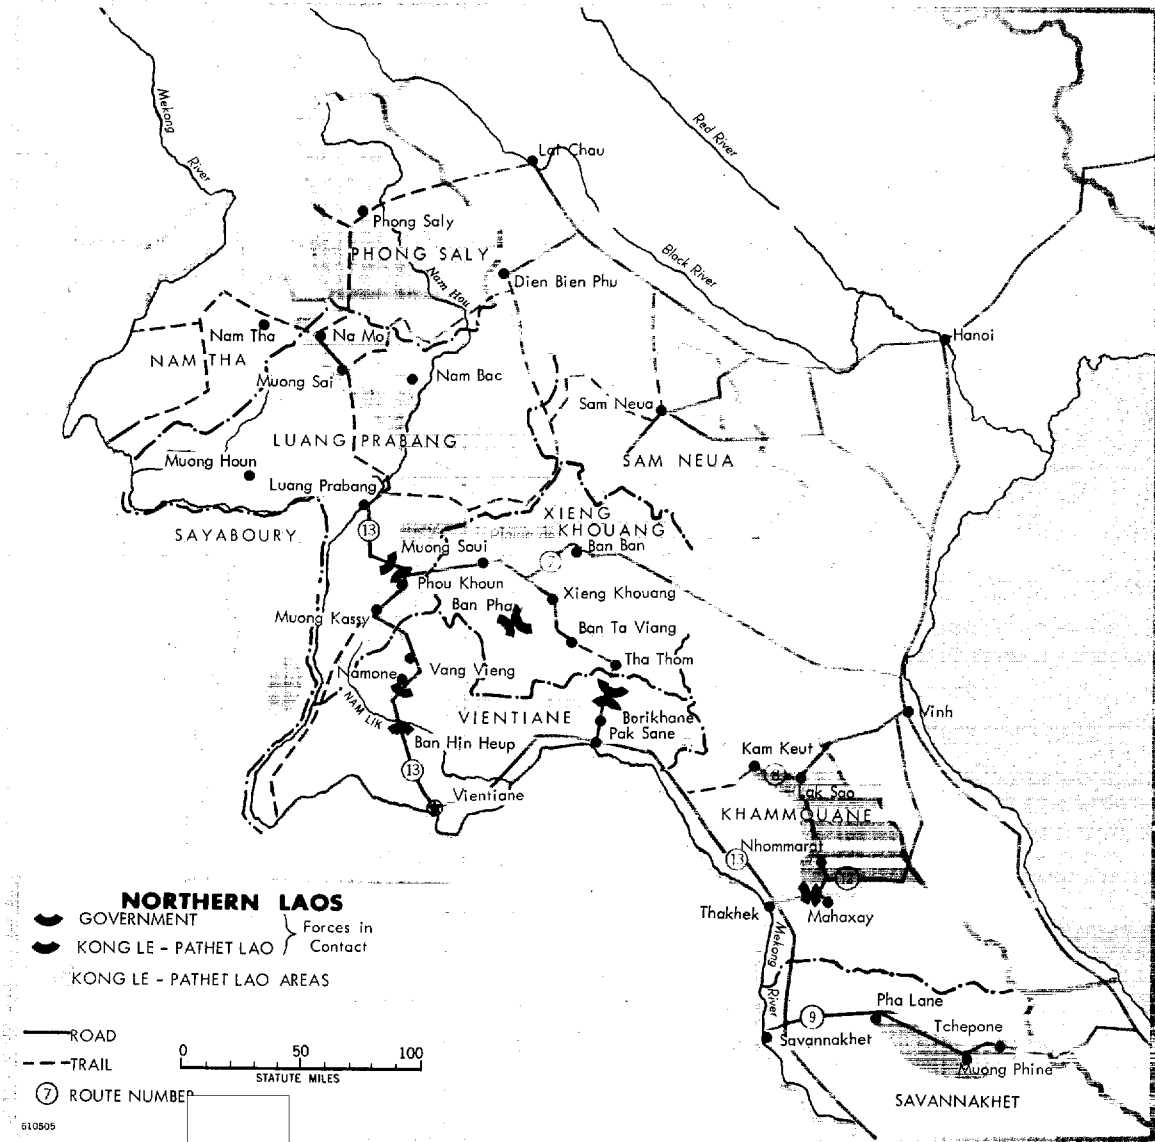 Mekong
River
Red River
Lai Chau
Phong Saly
PHONG SALY
Nam Hou
Black River
Dien Bien Phu
Nam Tha
Na Mo
Hanoi
NAM THA
Muong Sai
Nam Bac
Sam Neua
LUANG PRABANG
SAM NEUA
Muong Houn
Luang Prabang
XIENG
KHOUANG
SAYABOURY
13
Muong Soui
7
Ban Ban
Phou Khoun
Xieng Khouang
Ban Pha
Muong Kassy
Ban Ta Viang
Tha Thom
Vang Vieng
Namone
NAM LIK
VIENTIANE
Borikhane
Pak Sane
Vinh
Ban Hin Heup
Kam Keut
13
8
Vientiane
Lak Sao
KHAMMOUANE
Nhommarat
13
12
Thakhek
Mahaxay
Mekong
River
Pha Lane
9
Tchepone
Savannakhet
Muong Phine
SAVANNAKHET
NORTHERN LAOS
GOVERNMENT
KONG LE - PATHET LAO
Forces in
Contact
KONG LE - PATHET LAO AREAS
ROAD
TRAIL
7 ROUTE NUMBER
0 50 100
STATUTE MILES
610505